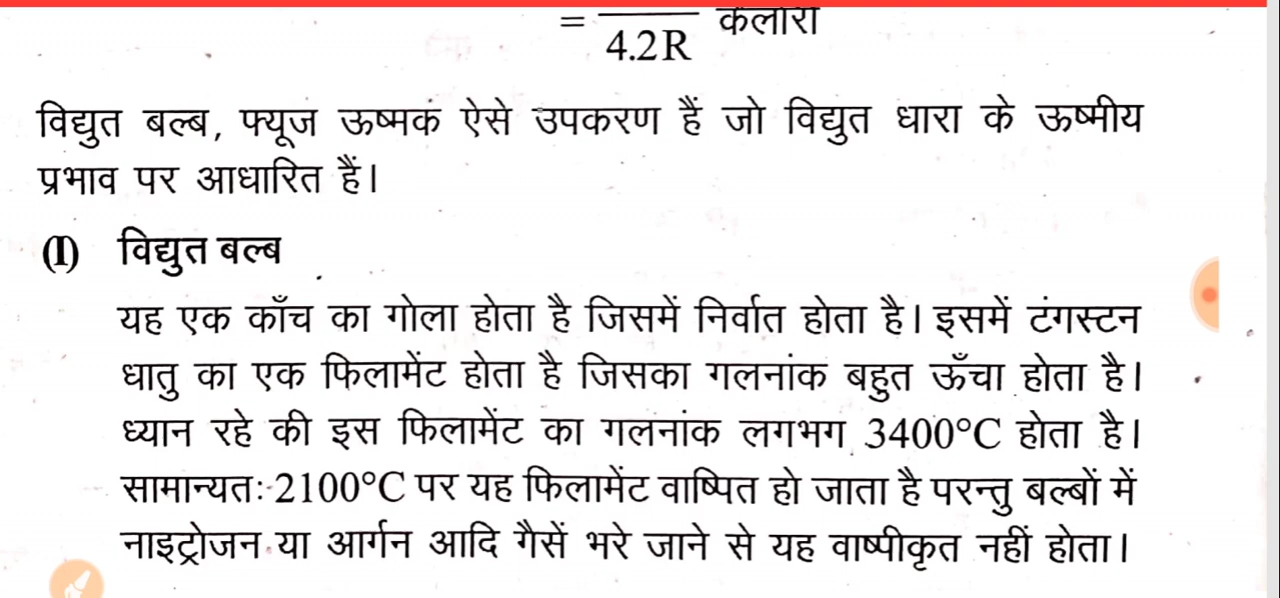 = 4.2R कैलोरी
विद्युत बल्ब, फ्यूज ऊष्मक ऐसे उपकरण हैं जो विद्युत धारा के ऊष्मीय
प्रभाव पर आधारित हैं।
(I) विद्युत बल्ब
यह एक काँच का गोला होता है जिसमें निर्वात होता है। इसमें टंगस्टन
धातु का एक फिलामेंट होता है जिसका गलनांक बहुत ऊँचा होता है।
ध्यान रहे की इस फिलामेंट का गलनांक लगभग 3400°C होता है।
सामान्यतः 2100°C पर यह फिलामेंट वाष्पित हो जाता है परन्तु बल्बों में
नाइट्रोजन या आर्गन आदि गैसें भरे जाने से यह वाष्पीकृत नहीं होता।